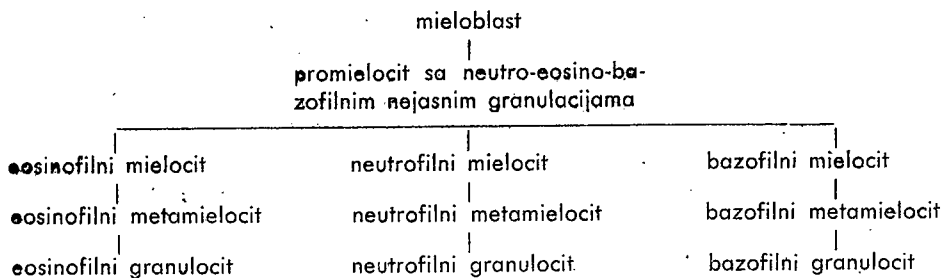 mieloblast
promielocit sa neutro-eosino-ba-
zofilnim nejasnim granulacijama
eosinofilni mielocit neutrofilni mielocit bazofilni mielocit
eosinofilni metamielocit neutrofilni metamielocit bazofilni metamielocit
eosinofilni granulocit neutrofilni granulocit bazofilni granulocit